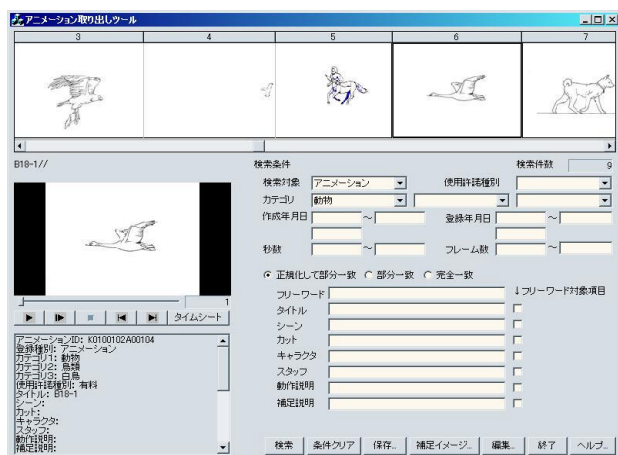 アニメーション取り出しツール
3 4 5 6 7
B18-1//
検索条件 検索件数 9
検索対象 アニメーション 使用許諾種別
カテゴリ 動物
作成年月日 ～ 登録年月日 ～
秒数 ～ フレーム数 ～
正規化して部分一致 部分一致 完全一致
フリーワード ↓フリーワード対象項目
タイトル
シーン
カット
キャラクタ
スタッフ
動作説明
補足説明
1
タイムシート
アニメーションID: K0100102A00104
登録種別: アニメーション
カテゴリ1: 動物
カテゴリ2: 鳥類
カテゴリ3: 白鳥
使用許諾種別: 有料
タイトル: B18-1
シーン:
カット:
キャラクタ:
スタッフ:
動作説明:
補足説明:
検索 条件クリア 保存... 補足イメージ... 編集... 終了 ヘルプ...